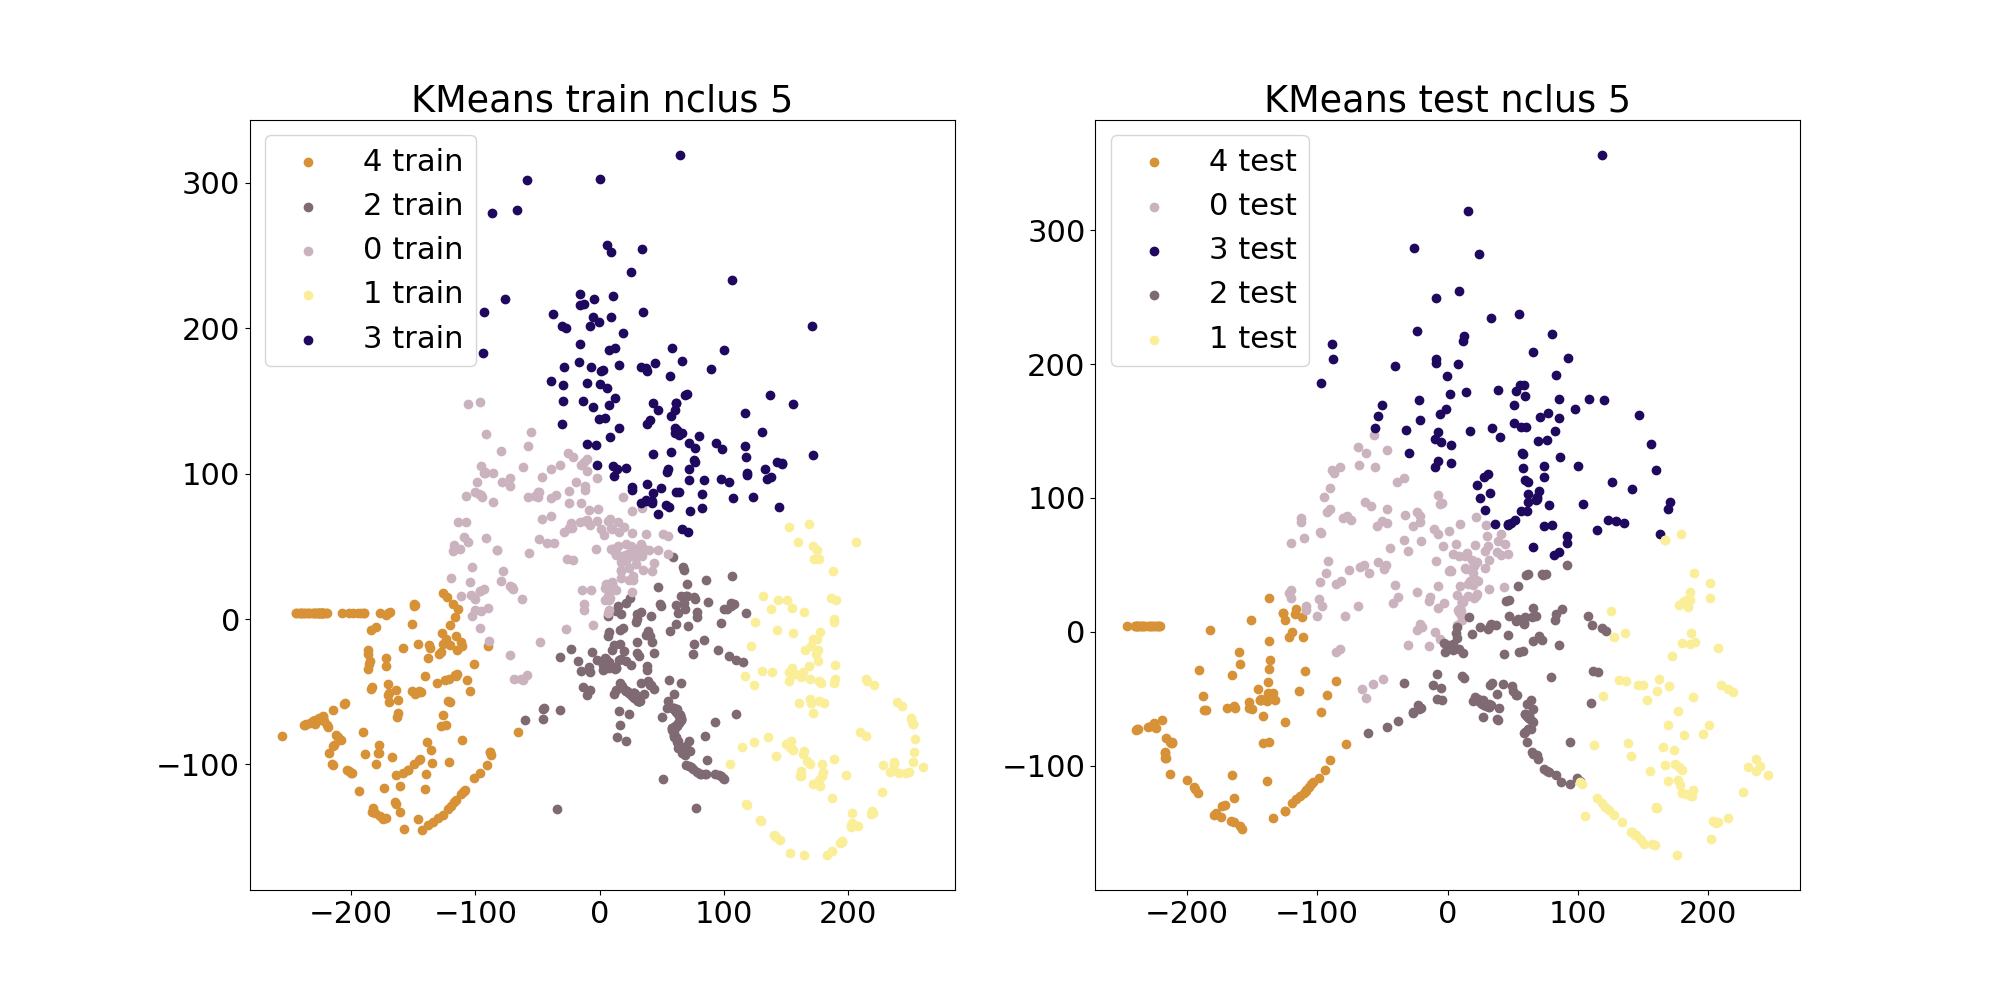 KMeans train nclus 5
4 train
2 train
0 train
1 train
3 train
300
200
100
0
−100
−200 −100 0 100 200
KMeans test nclus 5
4 test
0 test
3 test
2 test
1 test
300
200
100
0
−100
−200 −100 0 100 200